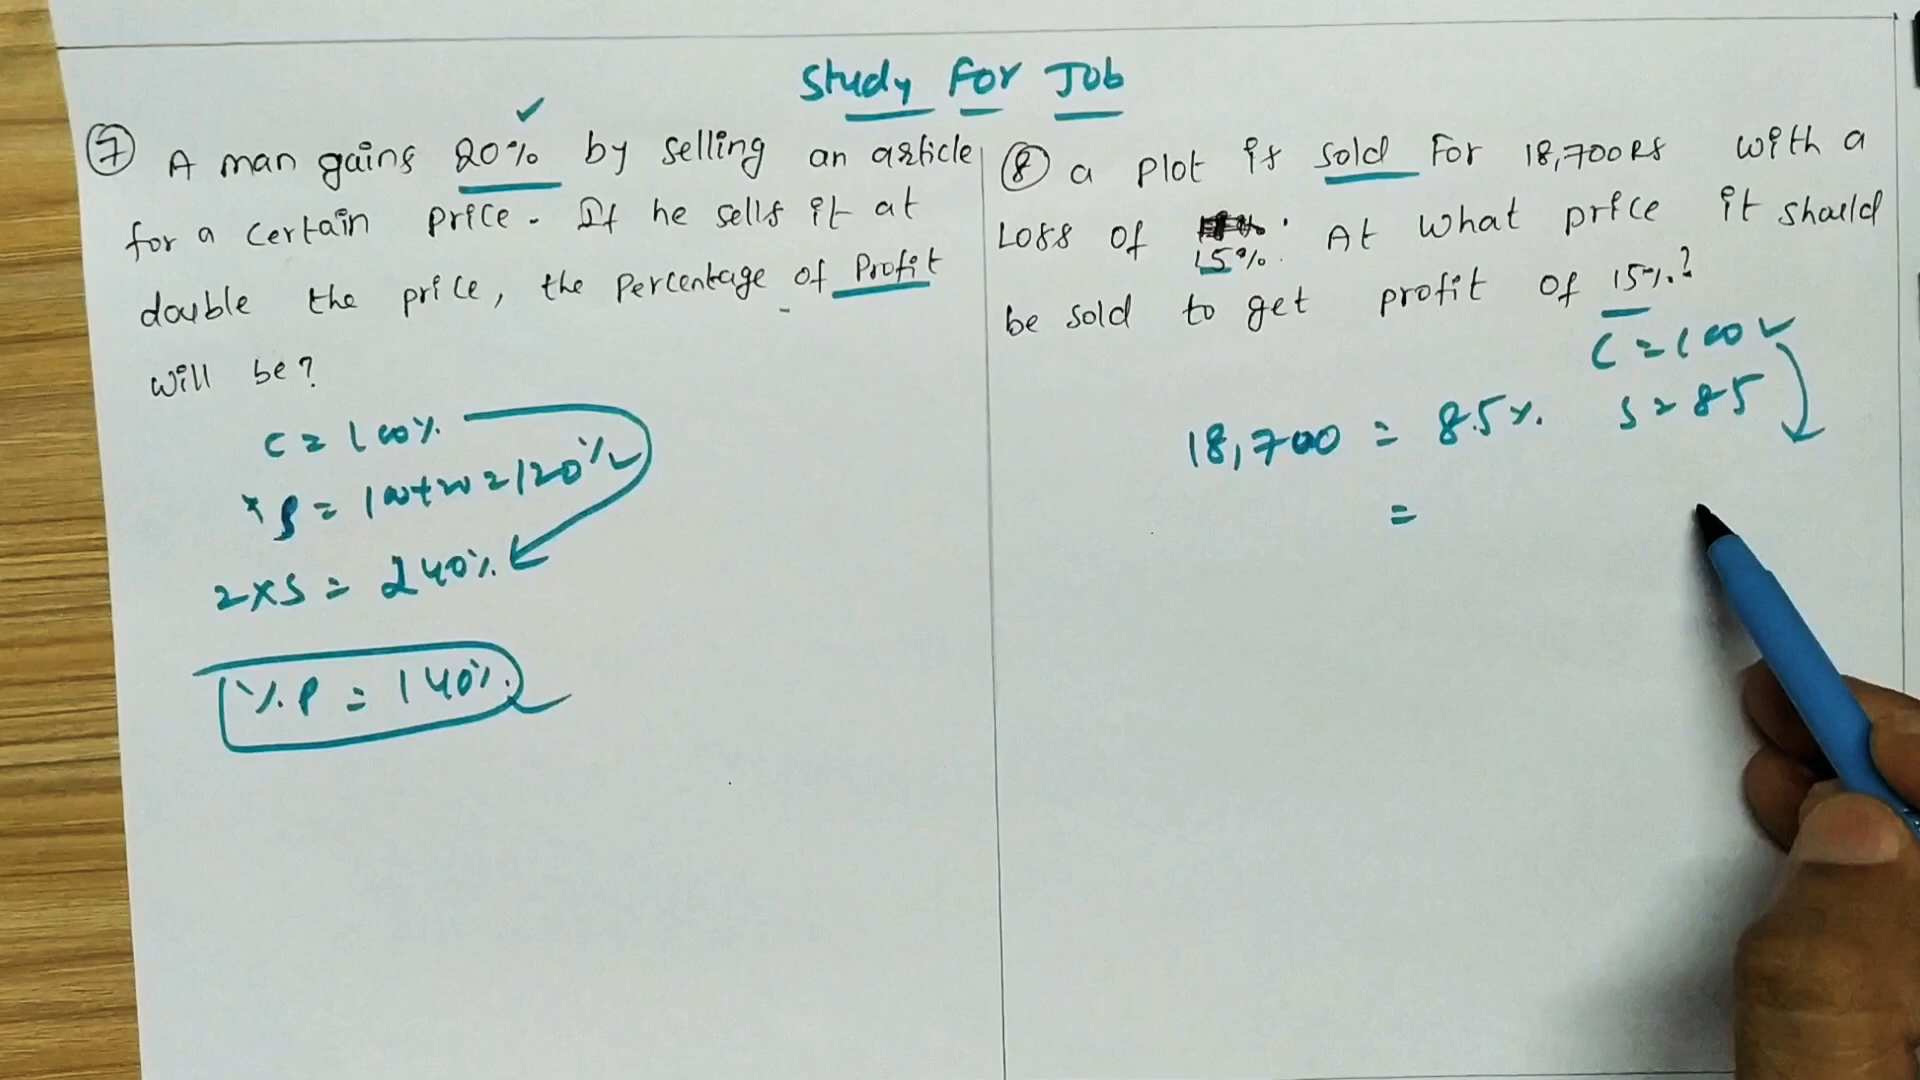 Study For Job
⑦ A man gains 20% by selling an article
for a certain price. If he sells it at
double the price, the percentage of Profit
will be?
C = 100%
S = 100+20=120%
2×S = 240%
%P = 140%
⑧ a plot is sold for 18,700RS with a
Loss of 15%. At what price it should
be sold to get profit of 15%?
C = 100
18,700 = 85% S = 85
=